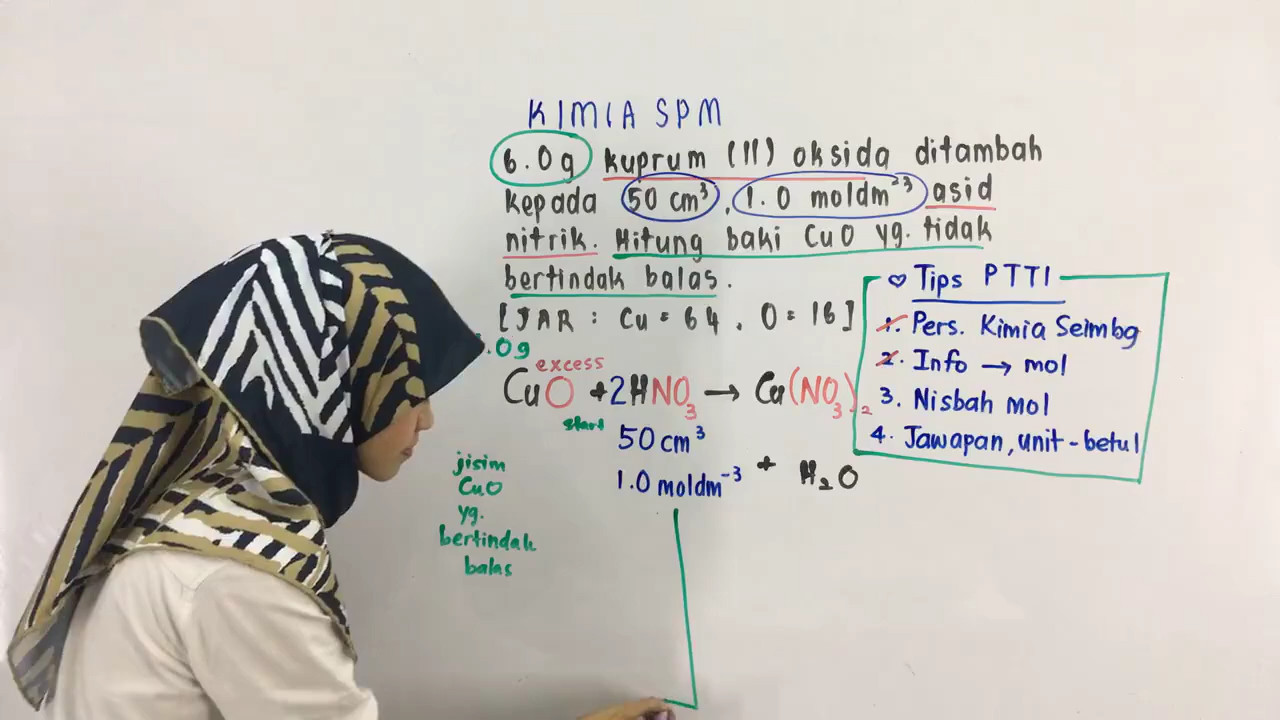 KIMIA SPM
6.0g kuprum (II) oksida ditambah
kepada 50 cm³, 1.0 moldm⁻³ asid
nitrik. Hitung baki CuO yg. tidak
bertindak balas.
[JAR : Cu = 64, O = 16]
♡ Tips PTTI
1. Pers. Kimia Seimbg
2. Info → mol
3. Nisbah mol
4. Jawapan, unit - betul
.0g
excess
CuO + 2HNO₃ → Cu(NO₃)₂
start
50 cm³
1.0 moldm⁻³
+ H₂O
jisim
CuO
yg.
bertindak
balas